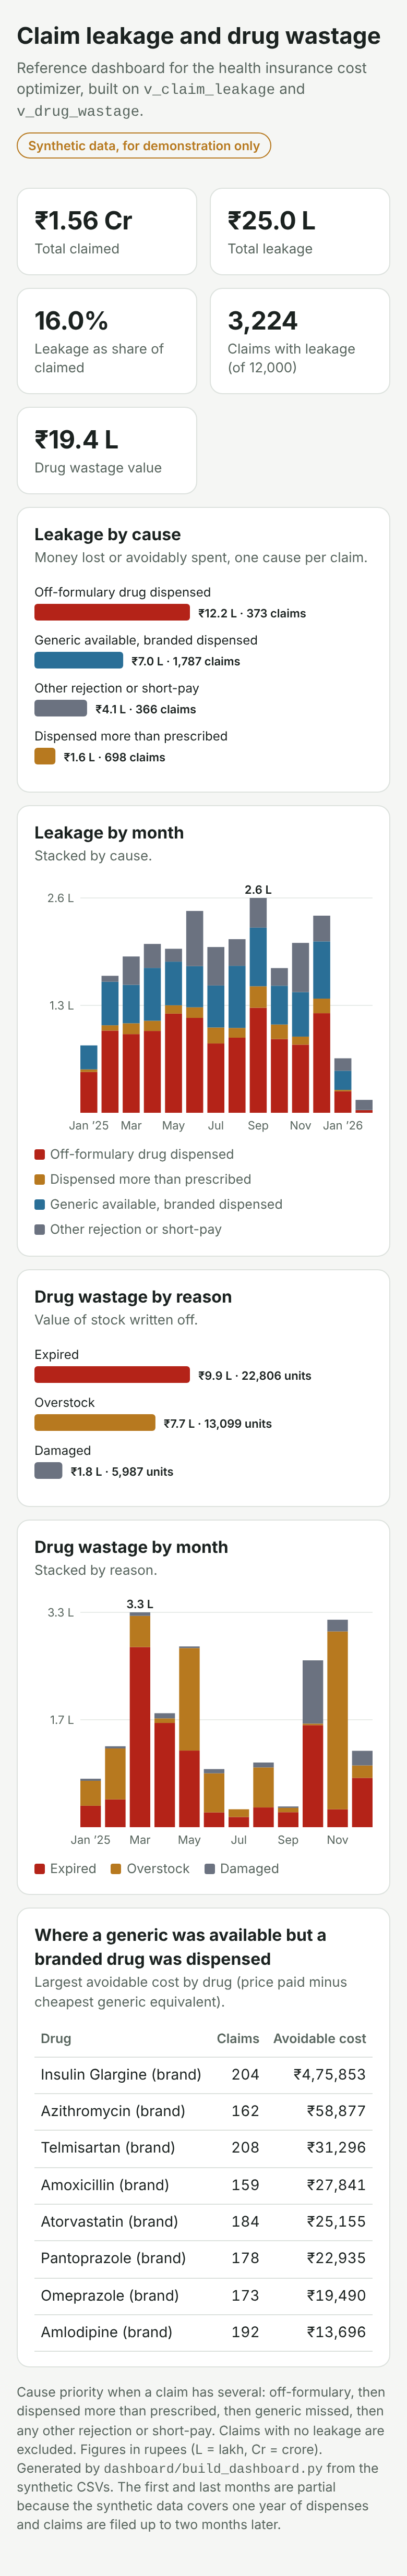 Claim leakage and drug wastage
Reference dashboard for the health insurance cost
optimizer, built on v_claim_leakage and
v_drug_wastage.
Synthetic data, for demonstration only
₹1.56 Cr
Total claimed
₹25.0 L
Total leakage
16.0%
Leakage as share of
claimed
3,224
Claims with leakage
(of 12,000)
₹19.4 L
Drug wastage value
Leakage by cause
Money lost or avoidably spent, one cause per claim.
Off-formulary drug dispensed
₹12.2 L · 373 claims
Generic available, branded dispensed
₹7.0 L · 1,787 claims
Other rejection or short-pay
₹4.1 L · 366 claims
Dispensed more than prescribed
₹1.6 L · 698 claims
Leakage by month
Stacked by cause.
2.6 L
2.6 L
1.3 L
Jan ’25 Mar May Jul Sep Nov Jan ’26
Off-formulary drug dispensed
Dispensed more than prescribed
Generic available, branded dispensed
Other rejection or short-pay
Drug wastage by reason
Value of stock written off.
Expired
₹9.9 L · 22,806 units
Overstock
₹7.7 L · 13,099 units
Damaged
₹1.8 L · 5,987 units
Drug wastage by month
Stacked by reason.
3.3 L
3.3 L
1.7 L
Jan ’25 Mar May Jul Sep Nov
Expired Overstock Damaged
Where a generic was available but a
branded drug was dispensed
Largest avoidable cost by drug (price paid minus
cheapest generic equivalent).
Drug Claims Avoidable cost
Insulin Glargine (brand) 204 ₹4,75,853
Azithromycin (brand) 162 ₹58,877
Telmisartan (brand) 208 ₹31,296
Amoxicillin (brand) 159 ₹27,841
Atorvastatin (brand) 184 ₹25,155
Pantoprazole (brand) 178 ₹22,935
Omeprazole (brand) 173 ₹19,490
Amlodipine (brand) 192 ₹13,696
Cause priority when a claim has several: off-formulary, then
dispensed more than prescribed, then generic missed, then
any other rejection or short-pay. Claims with no leakage are
excluded. Figures in rupees (L = lakh, Cr = crore).
Generated by dashboard/build_dashboard.py from the
synthetic CSVs. The first and last months are partial
because the synthetic data covers one year of dispenses
and claims are filed up to two months later.